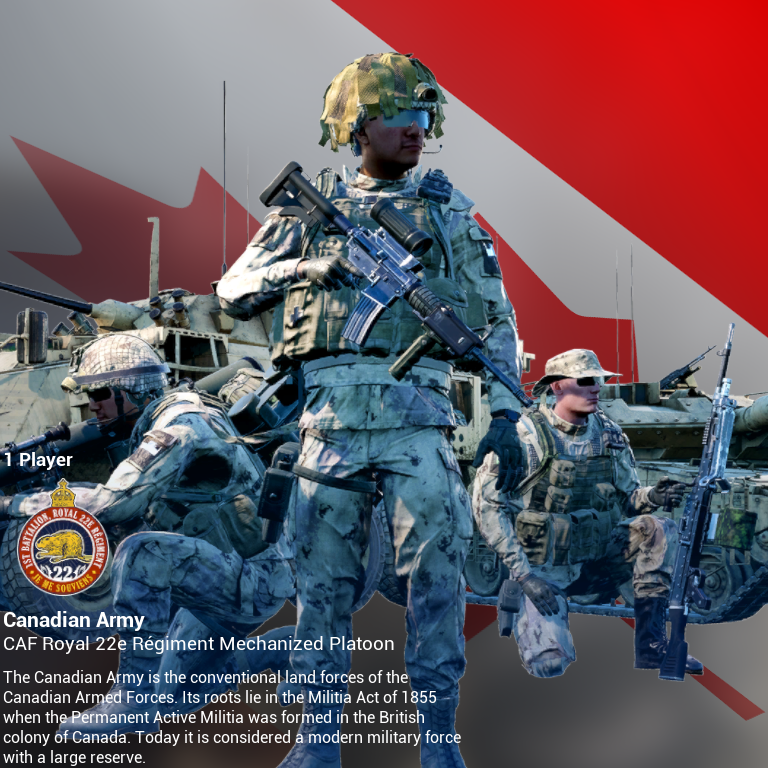 1 Player
1ST BATTALION, ROYAL 22E RÉGIMENT
22
JE ME SOUVIENS
Canadian Army
CAF Royal 22e Régiment Mechanized Platoon
The Canadian Army is the conventional land forces of the
Canadian Armed Forces. Its roots lie in the Militia Act of 1855
when the Permanent Active Militia was formed in the British
colony of Canada. Today it is considered a modern military force
with a large reserve.